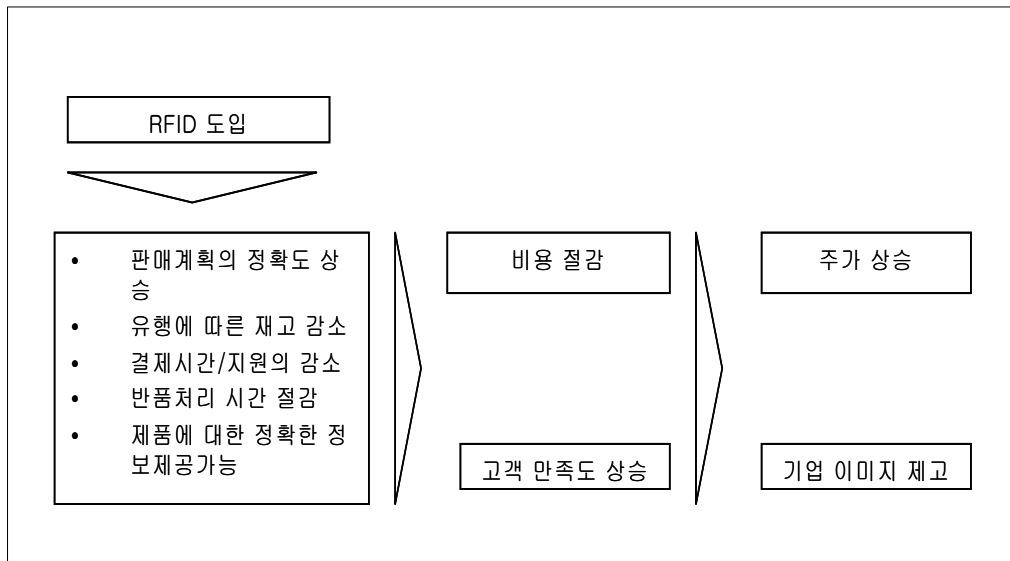 RFID 도입
• 판매계획의 정확도 상
승
• 유행에 따른 재고 감소
• 결제시간/지원의 감소
• 반품처리 시간 절감
• 제품에 대한 정확한 정
보제공가능
비용 절감
고객 만족도 상승
주가 상승
기업 이미지 제고